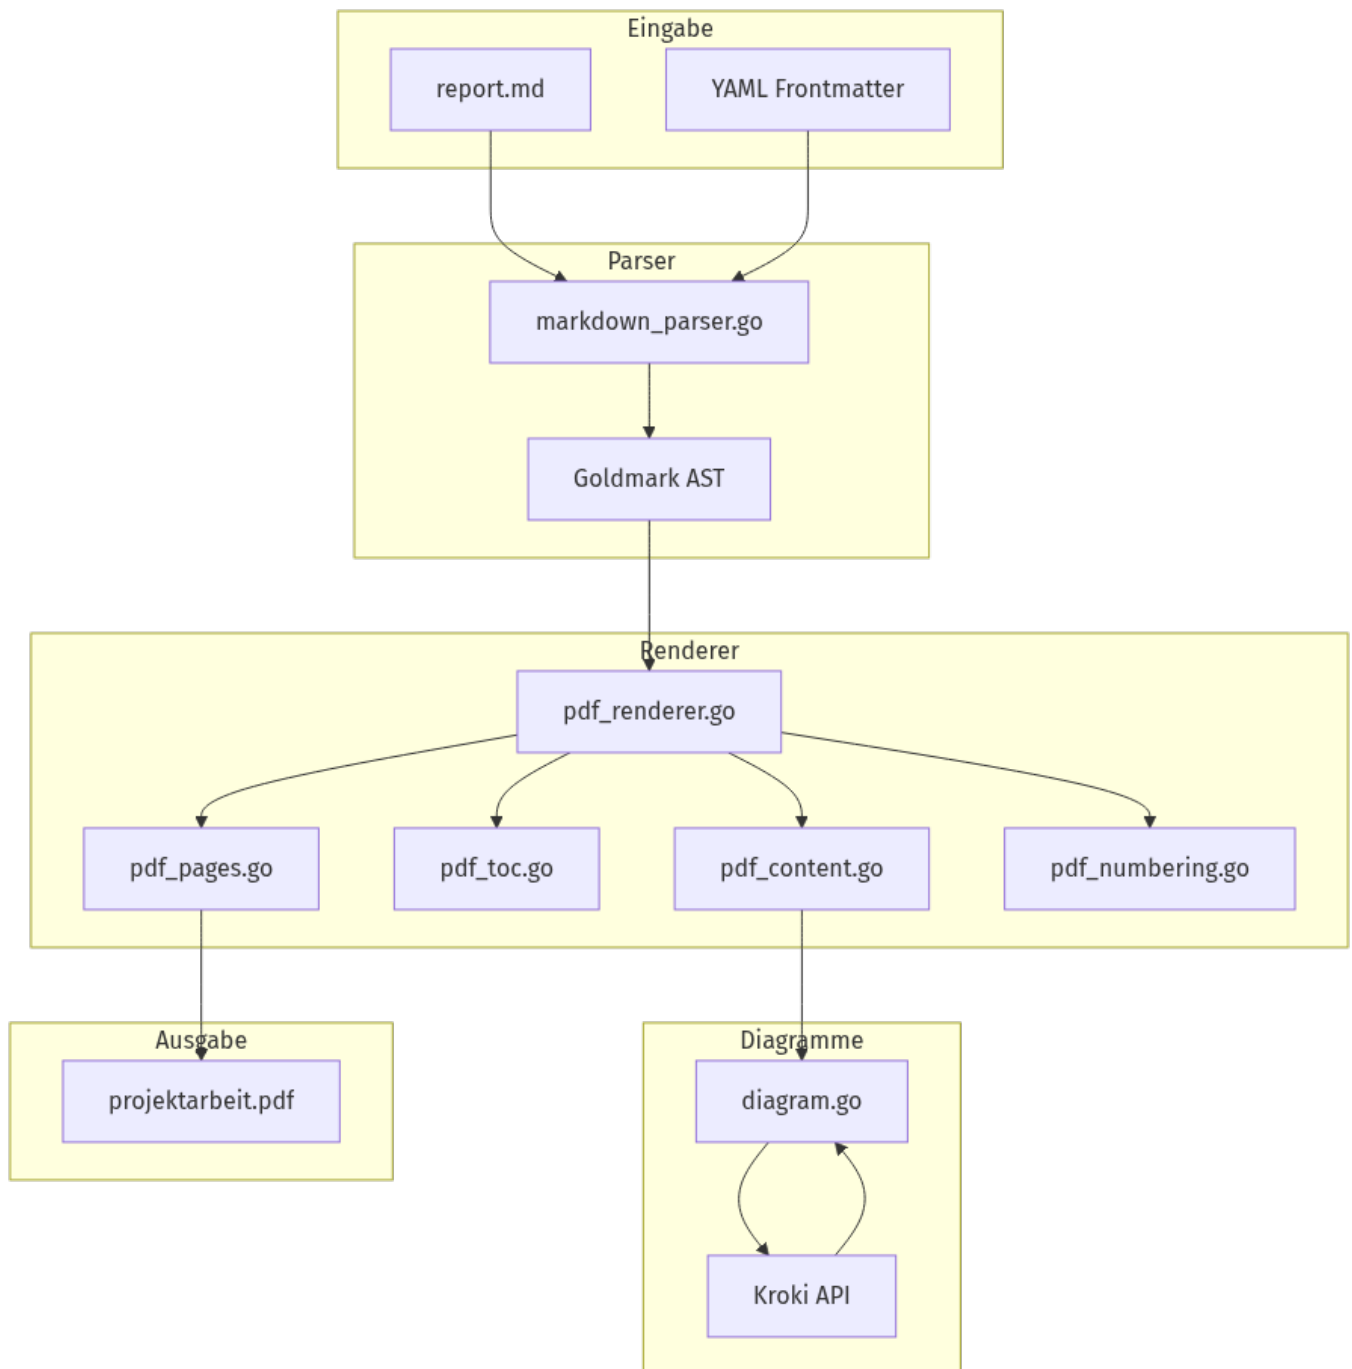 Eingabe
report.md
YAML Frontmatter
Parser
markdown_parser.go
Goldmark AST
Renderer
pdf_renderer.go
pdf_pages.go
pdf_toc.go
pdf_content.go
pdf_numbering.go
Ausgabe
Diagramme
projektarbeit.pdf
diagram.go
Kroki API